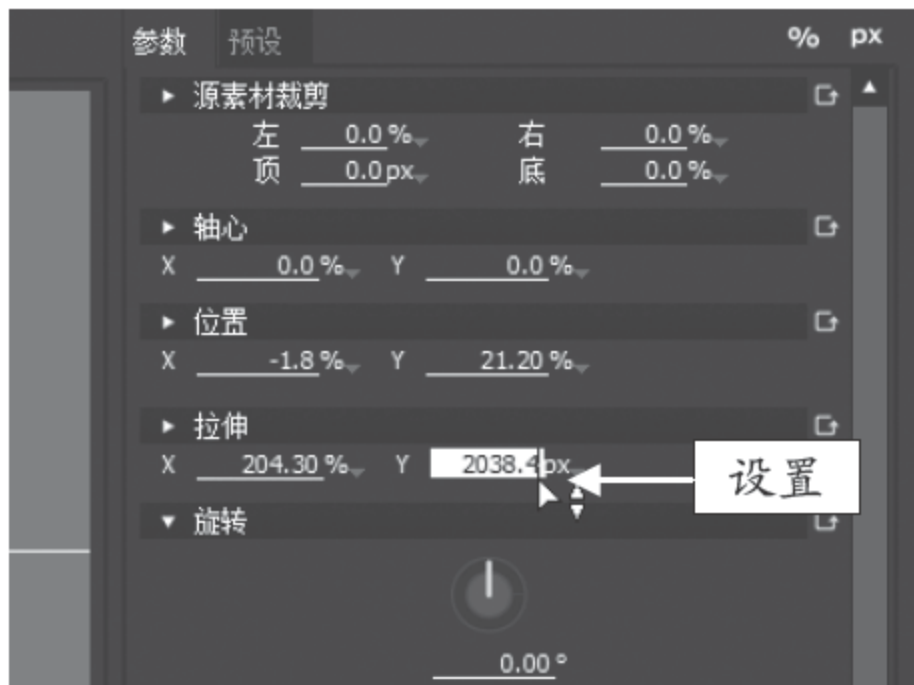 参数 预设 % px
源素材裁剪
左 0.0 % 右 0.0 %
顶 0.0 px 底 0.0 %
轴心
X 0.0 % Y 0.0 %
位置
X -1.8 % Y 21.20 %
拉伸
X 204.30 % Y 2038.4 px 设置
旋转
0.00 °